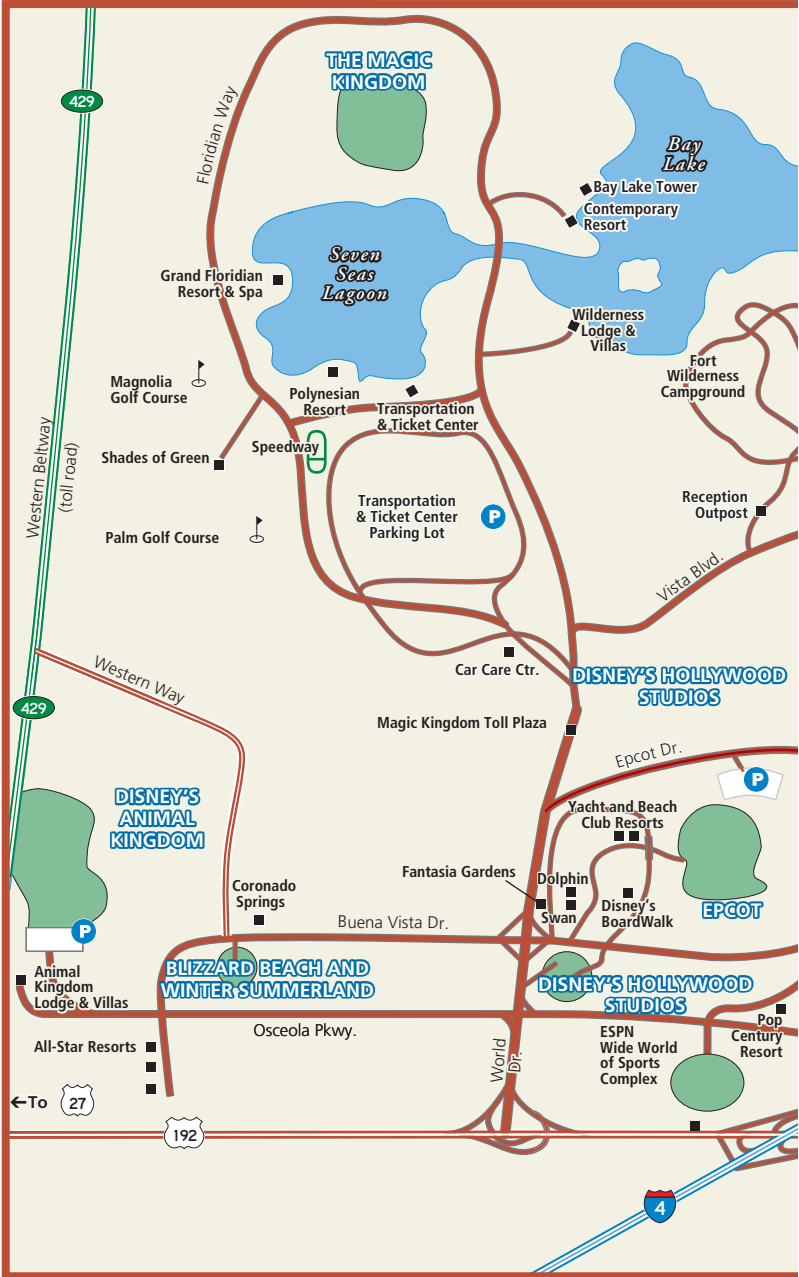 THE MAGIC
KINGDOM
429
Floridian Way
Bay
Lake
Bay Lake Tower
Contemporary
Resort
Seven
Seas
Lagoon
Grand Floridian
Resort & Spa
Wilderness
Lodge &
Villas
Fort
Wilderness
Campground
Magnolia
Golf Course
Polynesian
Resort
Transportation
& Ticket Center
Speedway
Shades of Green
Western Beltway
(toll road)
Transportation
& Ticket Center
Parking Lot
P
Reception
Outpost
Palm Golf Course
Vista Blvd.
Western Way
Car Care Ctr.
DISNEY'S HOLLYWOOD
STUDIOS
429
Magic Kingdom Toll Plaza
Epcot Dr.
P
DISNEY'S
ANIMAL
KINGDOM
Yacht and Beach
Club Resorts
Fantasia Gardens
Dolphin
Swan
Disney's
BoardWalk
EPCOT
Coronado
Springs
P
Buena Vista Dr.
BLIZZARD BEACH AND
WINTER SUMMERLAND
Animal
Kingdom
Lodge & Villas
DISNEY'S HOLLYWOOD
STUDIOS
Osceola Pkwy.
Pop
Century
Resort
All-Star Resorts
World
Dr.
ESPN
Wide World
of Sports
Complex
←To
27
192
4